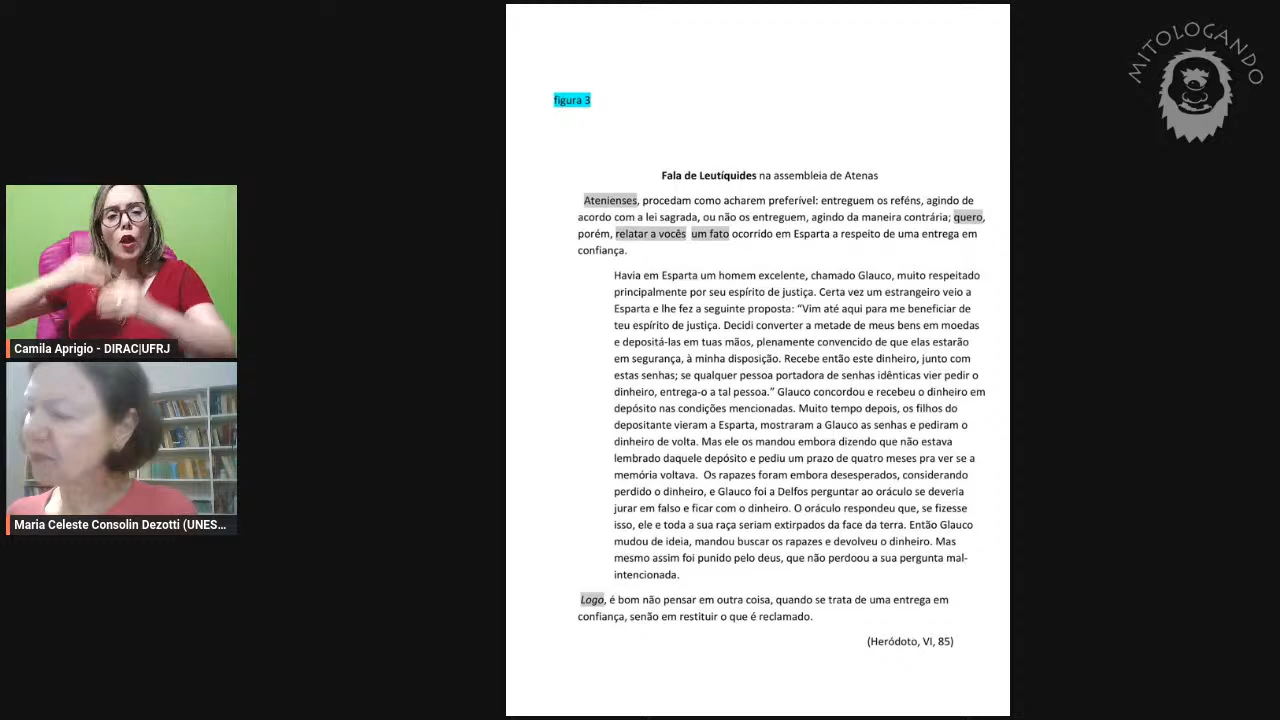 MITOLOGANDO
figura 3
Fala de Leutíquides na assembleia de Atenas
Atenienses, procedam como acharem preferível: entreguem os reféns, agindo de
acordo com a lei sagrada, ou não os entreguem, agindo da maneira contrária; quero,
porém, relatar a vocês um fato ocorrido em Esparta a respeito de uma entrega em
confiança.
Havia em Esparta um homem excelente, chamado Glauco, muito respeitado
principalmente por seu espírito de justiça. Certa vez um estrangeiro veio a
Esparta e lhe fez a seguinte proposta: “Vim até aqui para me beneficiar de
teu espírito de justiça. Decidi converter a metade de meus bens em moedas
e depositá-las em tuas mãos, plenamente convencido de que elas estarão
em segurança, à minha disposição. Recebe então este dinheiro, junto com
estas senhas; se qualquer pessoa portadora de senhas idênticas vier pedir o
dinheiro, entrega-o a tal pessoa.” Glauco concordou e recebeu o dinheiro em
depósito nas condições mencionadas. Muito tempo depois, os filhos do
depositante vieram a Esparta, mostraram a Glauco as senhas e pediram o
dinheiro de volta. Mas ele os mandou embora dizendo que não estava
lembrado daquele depósito e pediu um prazo de quatro meses pra ver se a
memória voltava. Os rapazes foram embora desesperados, considerando
perdido o dinheiro, e Glauco foi a Delfos perguntar ao oráculo se deveria
jurar em falso e ficar com o dinheiro. O oráculo respondeu que, se fizesse
isso, ele e toda a sua raça seriam extirpados da face da terra. Então Glauco
mudou de ideia, mandou buscar os rapazes e devolveu o dinheiro. Mas
mesmo assim foi punido pelo deus, que não perdoou a sua pergunta mal-
intencionada.
Logo, é bom não pensar em outra coisa, quando se trata de uma entrega em
confiança, senão em restituir o que é reclamado.
(Heródoto, VI, 85)
Camila Aprigio - DIRAC|UFRJ
Maria Celeste Consolin Dezotti (UNES...